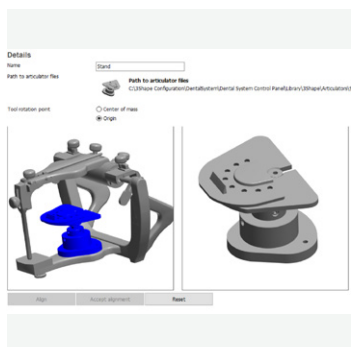 Details
Name
Stand
Path to articulator files
Path to articulator files
C:\3Shape Configuration\DentalSystem\Dental System Control Panel\Library\3Shape\Articulators\S
Tool rotation point
Center of mass
Origin
Align
Accept alignment
Reset